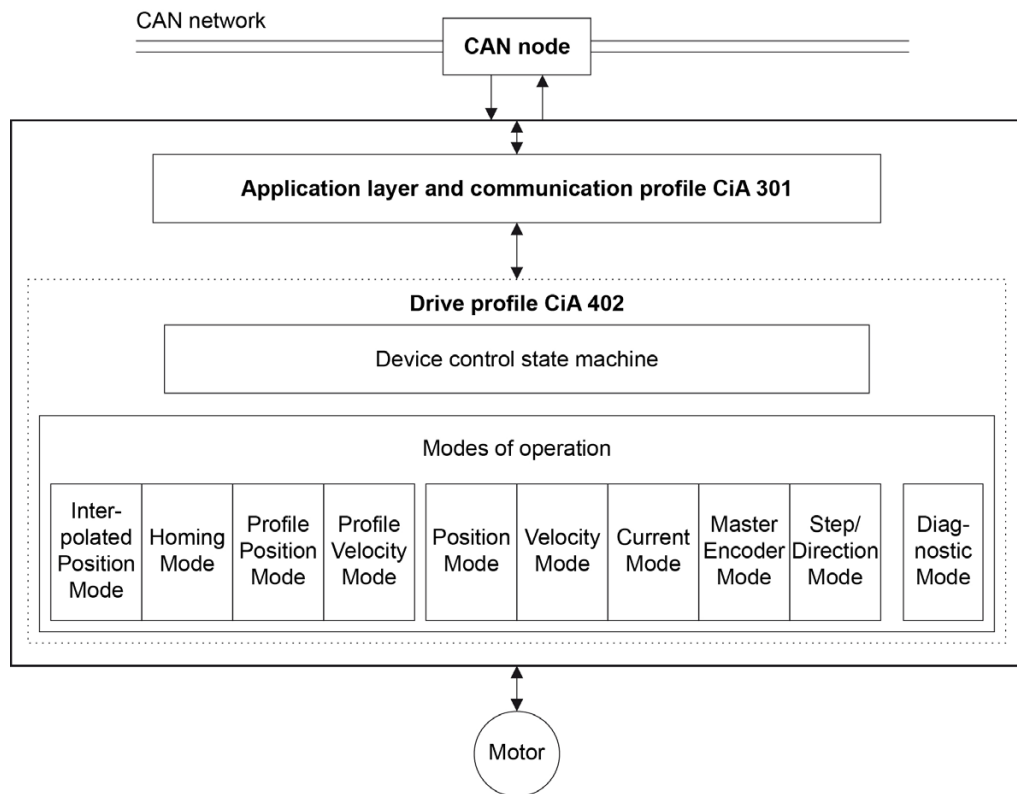 CAN network
CAN node
Application layer and communication profile CiA 301
Drive profile CiA 402
Device control state machine
Modes of operation
Inter-
polated
Position
Mode
Homing
Mode
Profile
Position
Mode
Profile
Velocity
Mode
Position
Mode
Velocity
Mode
Current
Mode
Master
Encoder
Mode
Step/
Direction
Mode
Diag-
nostic
Mode
Motor